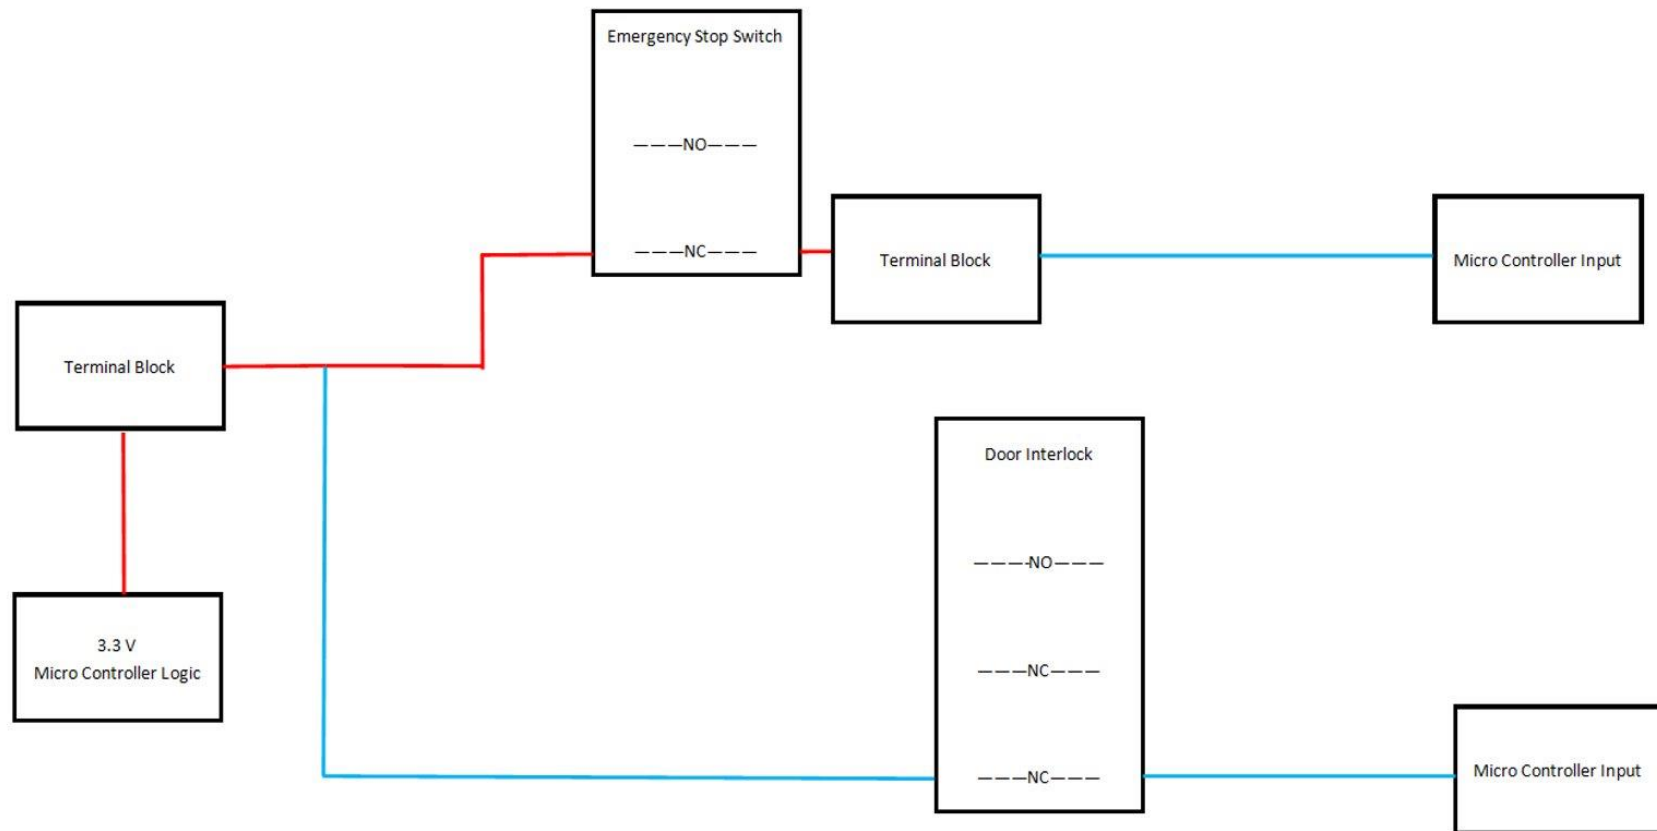 Emergency Stop Switch
———NO———
———NC———
Terminal Block
Micro Controller Input
Terminal Block
3.3 V
Micro Controller Logic
Door Interlock
———-NO———
———NC———
———NC———
Micro Controller Input